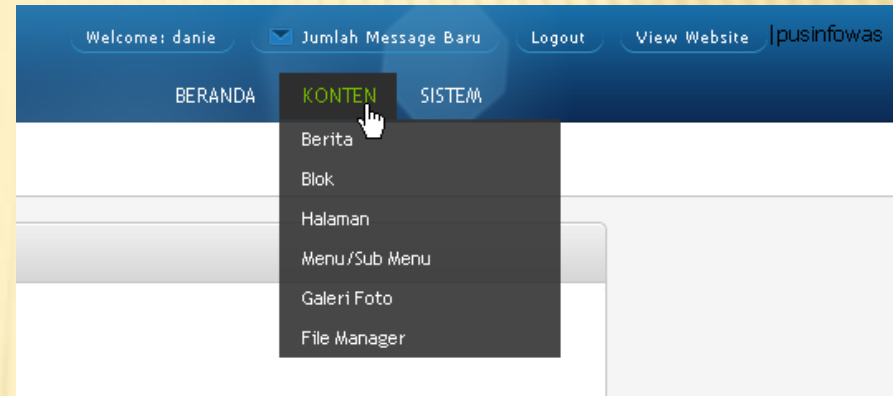 Welcome: danie Jumlah Message Baru Logout View Website |pusinfowas
BERANDA KONTEN SISTEM
Berita
Blok
Halaman
Menu/Sub Menu
Galeri Foto
File Manager